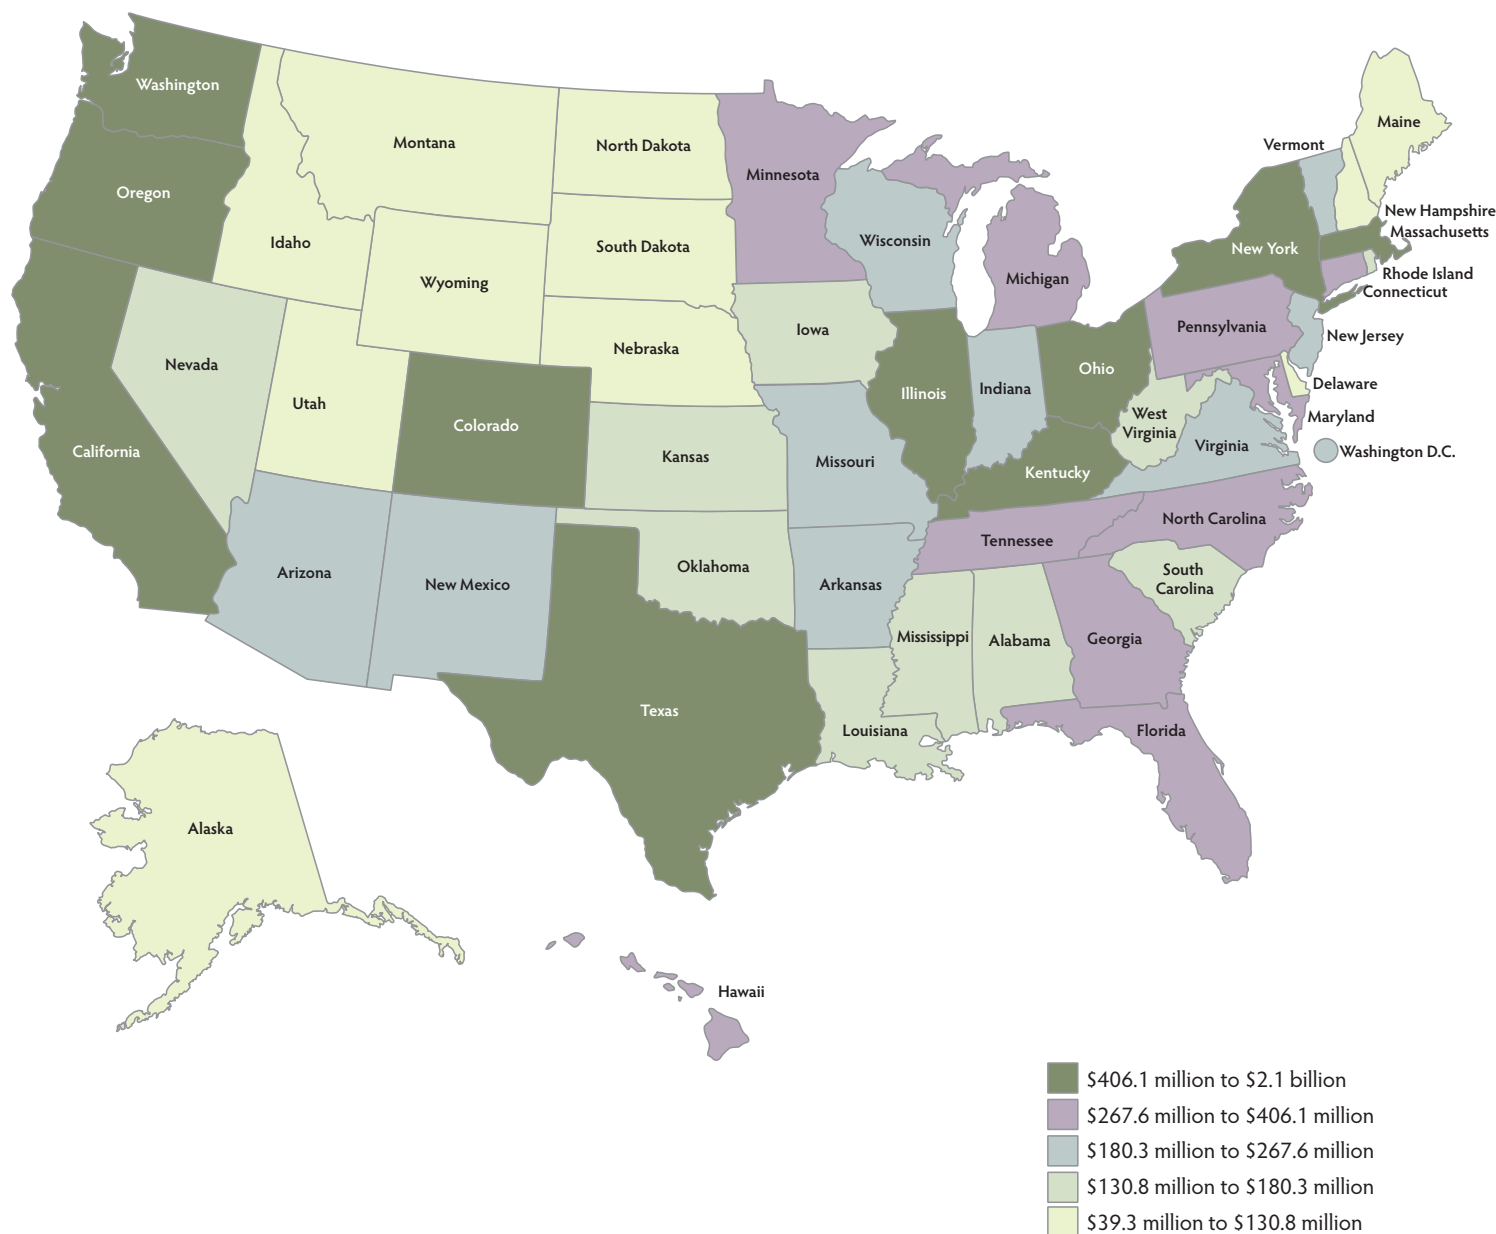 Washington
Montana
North Dakota
Minnesota
Maine
Vermont
Oregon
Idaho
South Dakota
Wisconsin
New York
New Hampshire
Massachusetts
Wyoming
Michigan
Rhode Island
Connecticut
Iowa
Pennsylvania
New Jersey
Nevada
Nebraska
Ohio
Delaware
Utah
Colorado
Illinois
Indiana
West
Virginia
Maryland
California
Kansas
Missouri
Kentucky
Virginia
Washington D.C.
Arizona
New Mexico
Oklahoma
Arkansas
Tennessee
North Carolina
South
Carolina
Texas
Mississippi
Alabama
Georgia
Louisiana
Florida
Alaska
Hawaii
$406.1 million to $2.1 billion
$267.6 million to $406.1 million
$180.3 million to $267.6 million
$130.8 million to $180.3 million
$39.3 million to $130.8 million